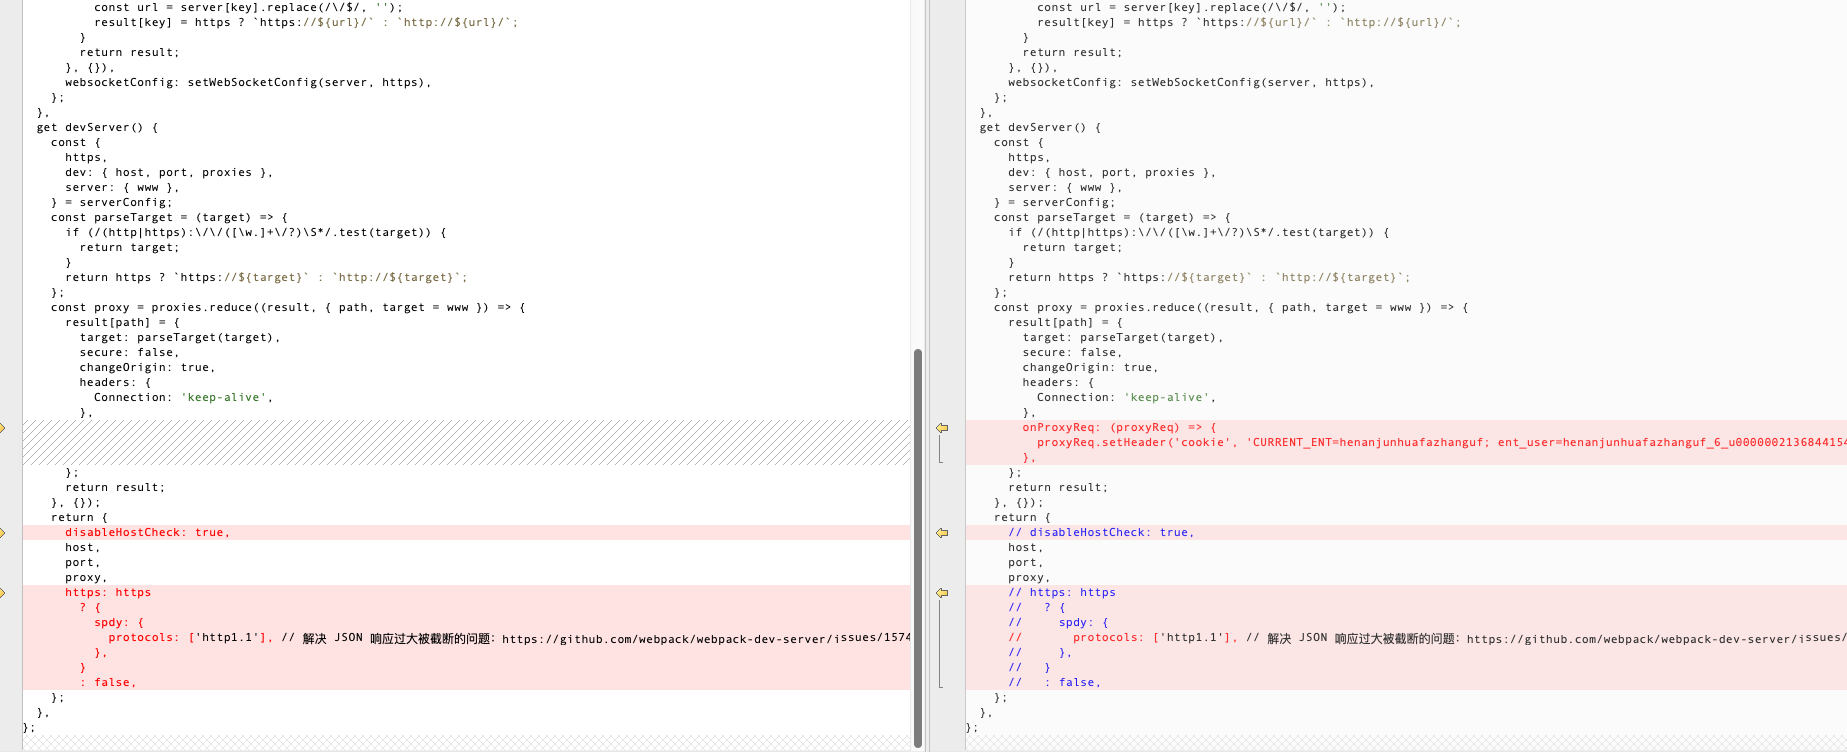 const url = server[key].replace(/\/$/, '');
result[key] = https ? `https://${url}/` : `http://${url}/`;
}
return result;
}, {}),
websocketConfig: setWebSocketConfig(server, https),
};
},
get devServer() {
const {
https,
dev: { host, port, proxies },
server: { www },
} = serverConfig;
const parseTarget = (target) => {
if (/(http|https):\/\/([\w.]+\/?)\S*/.test(target)) {
return target;
}
return https ? `https://${target}` : `http://${target}`;
};
const proxy = proxies.reduce((result, { path, target = www }) => {
result[path] = {
target: parseTarget(target),
secure: false,
changeOrigin: true,
headers: {
Connection: 'keep-alive',
},
};
return result;
}, {});
return {
disableHostCheck: true,
host,
port,
proxy,
https: https
? {
spdy: {
protocols: ['http1.1'], // 解决 JSON 响应过大被截断的问题：https://github.com/webpack/webpack-dev-server/issues/1574
},
}
: false,
};
},
};
const url = server[key].replace(/\/$/, '');
result[key] = https ? `https://${url}/` : `http://${url}/`;
}
return result;
}, {}),
websocketConfig: setWebSocketConfig(server, https),
};
},
get devServer() {
const {
https,
dev: { host, port, proxies },
server: { www },
} = serverConfig;
const parseTarget = (target) => {
if (/(http|https):\/\/([\w.]+\/?)\S*/.test(target)) {
return target;
}
return https ? `https://${target}` : `http://${target}`;
};
const proxy = proxies.reduce((result, { path, target = www }) => {
result[path] = {
target: parseTarget(target),
secure: false,
changeOrigin: true,
headers: {
Connection: 'keep-alive',
},
onProxyReq: (proxyReq) => {
proxyReq.setHeader('cookie', 'CURRENT_ENT=henanjunhuafazhanguf; ent_user=henanjunhuafazhanguf_6_u0000002136844154
},
};
return result;
}, {});
return {
// disableHostCheck: true,
host,
port,
proxy,
// https: https
// ? {
// spdy: {
// protocols: ['http1.1'], // 解决 JSON 响应过大被截断的问题：https://github.com/webpack/webpack-dev-server/issues/
// },
// }
// : false,
};
},
};